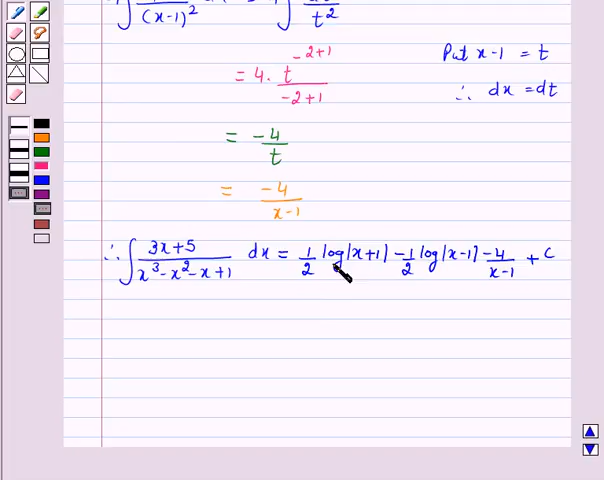 (x-1)²   t²
= 4. t^(-2+1) / (-2+1)   Put x-1 = t
∴ dx = dt
= -4/t
= -4/(x-1)
∴ ∫ (3x+5)/(x³-x²-x+1) dx = 1/2 log|x+1| - 1/2 log|x-1| - 4/(x-1) + C